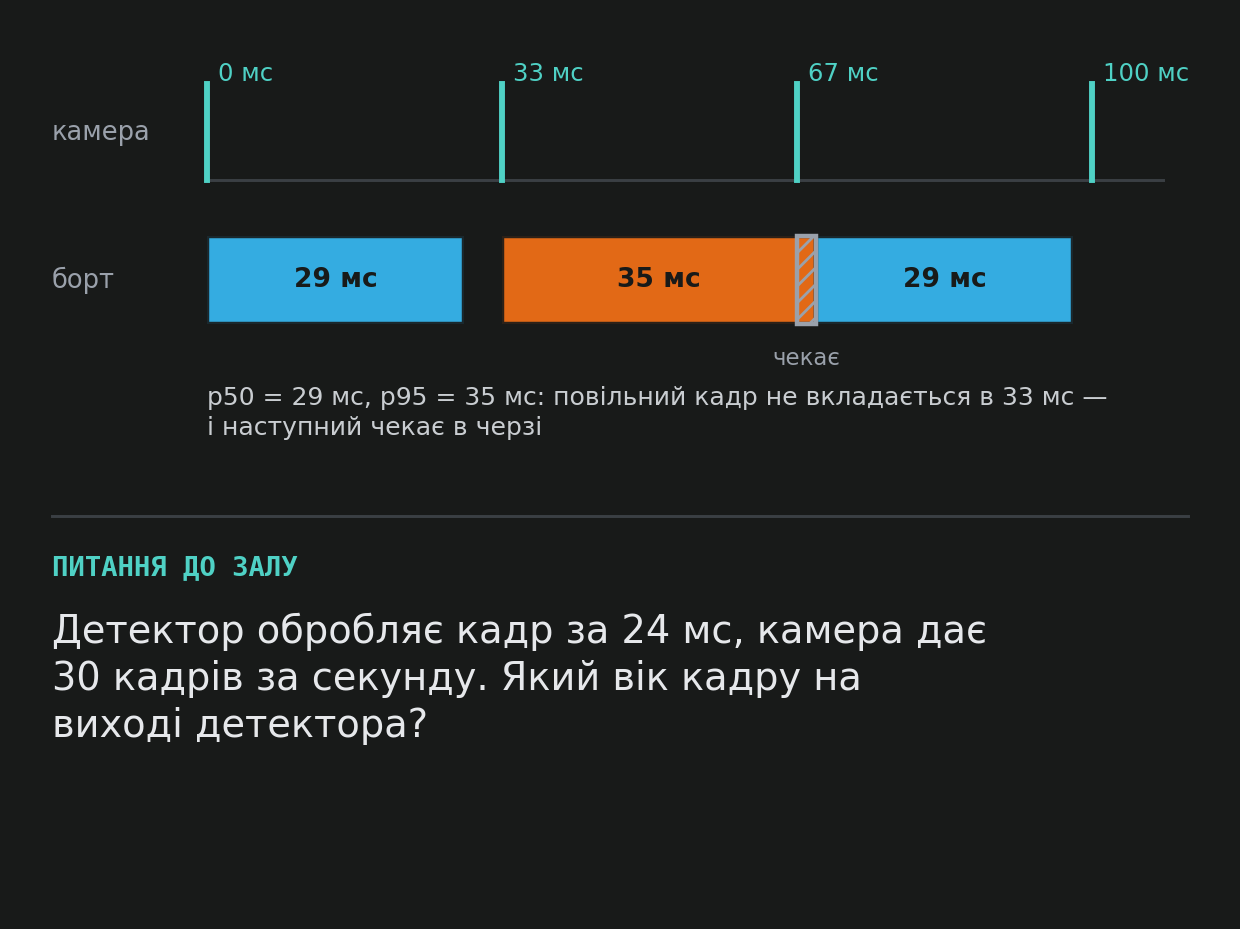 0 мс
33 мс
67 мс
100 мс
камера
борт
29 мс
35 мс
29 мс
чекає
p50 = 29 мс, p95 = 35 мс: повільний кадр не вкладається в 33 мс —
і наступний чекає в черзі
ПИТАННЯ ДО ЗАЛУ
Детектор обробляє кадр за 24 мс, камера дає
30 кадрів за секунду. Який вік кадру на
виході детектора?